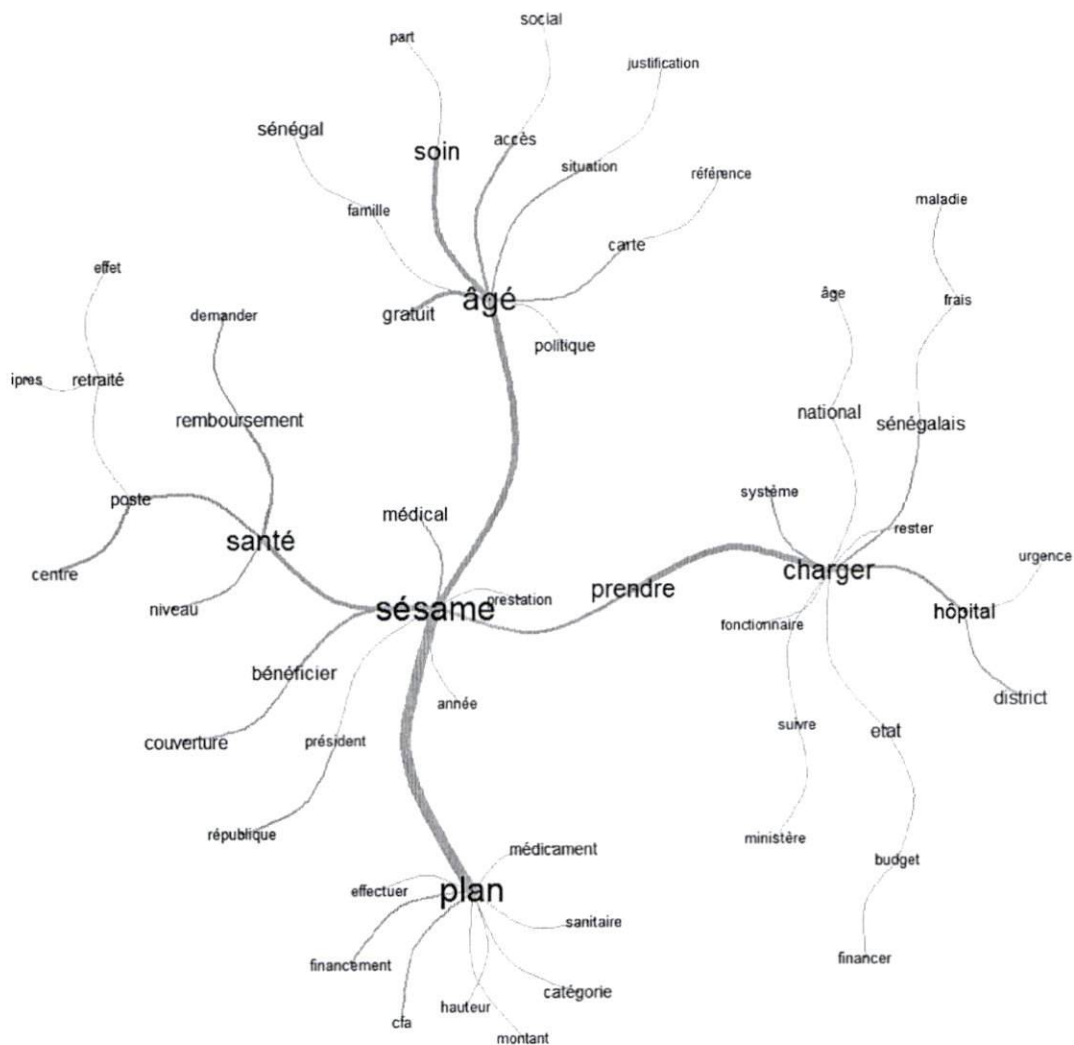 social
part
justification
sénégal
accès
soin
situation
référence
maladie
famille
carte
effet
âge
frais
âgé
gratuit
demander
politique
ipres
retraité
national
remboursement
sénégalais
système
poste
médical
rester
santé
urgence
centre
charger
prendre
prestation
niveau
sésame
hôpital
fonctionnaire
bénéficier
district
année
suivre
etat
couverture
président
république
ministère
médicament
budget
effectuer
plan
sanitaire
financer
financement
catégorie
hauteur
cfa
montant